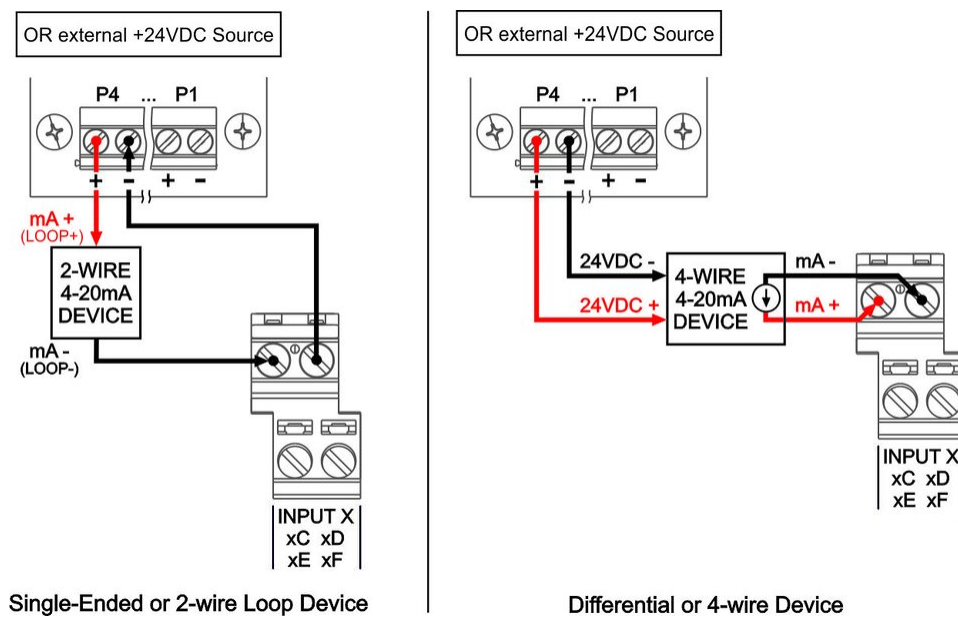 OR external +24VDC Source
P4 ... P1
+ - + -
mA +
(LOOP+)
2-WIRE
4-20mA
DEVICE
mA -
(LOOP-)
INPUT X
xC xD
xE xF
Single-Ended or 2-wire Loop Device
OR external +24VDC Source
P4 ... P1
+ - + -
24VDC -
24VDC +
4-WIRE
4-20mA
DEVICE
mA -
mA +
INPUT X
xC xD
xE xF
Differential or 4-wire Device